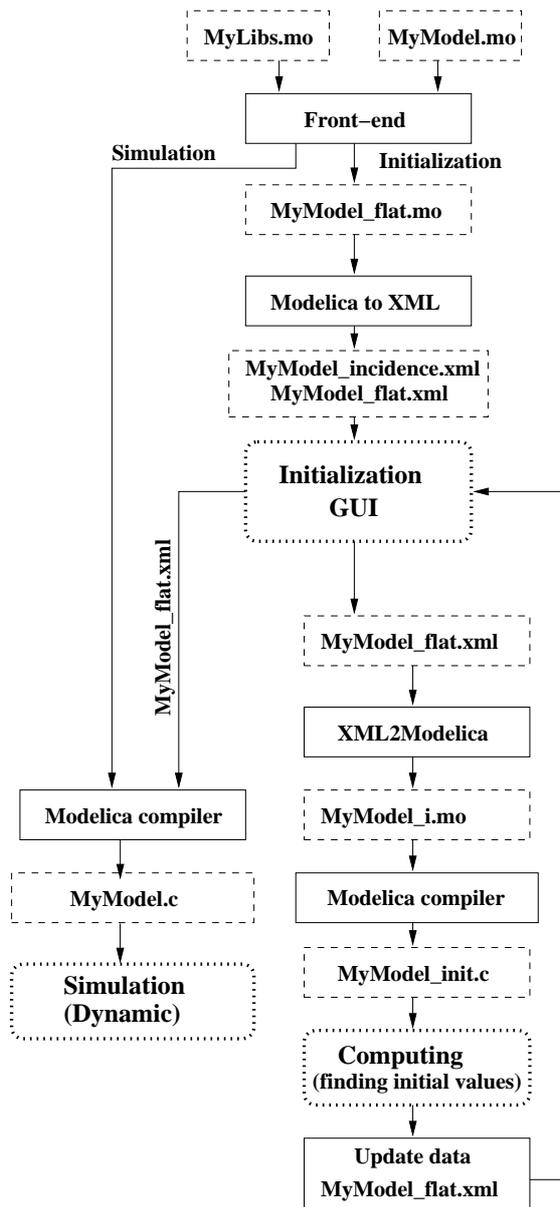 MyLibs.mo
MyModel.mo
Front−end
Simulation
Initialization
MyModel_flat.mo
Modelica to XML
MyModel_incidence.xml
MyModel_flat.xml
Initialization
GUI
MyModel_flat.xml
MyModel_flat.xml
XML2Modelica
Modelica compiler
MyModel_i.mo
MyModel.c
Modelica compiler
Simulation
(Dynamic)
MyModel_init.c
Computing
(finding initial values)
Update data
MyModel_flat.xml